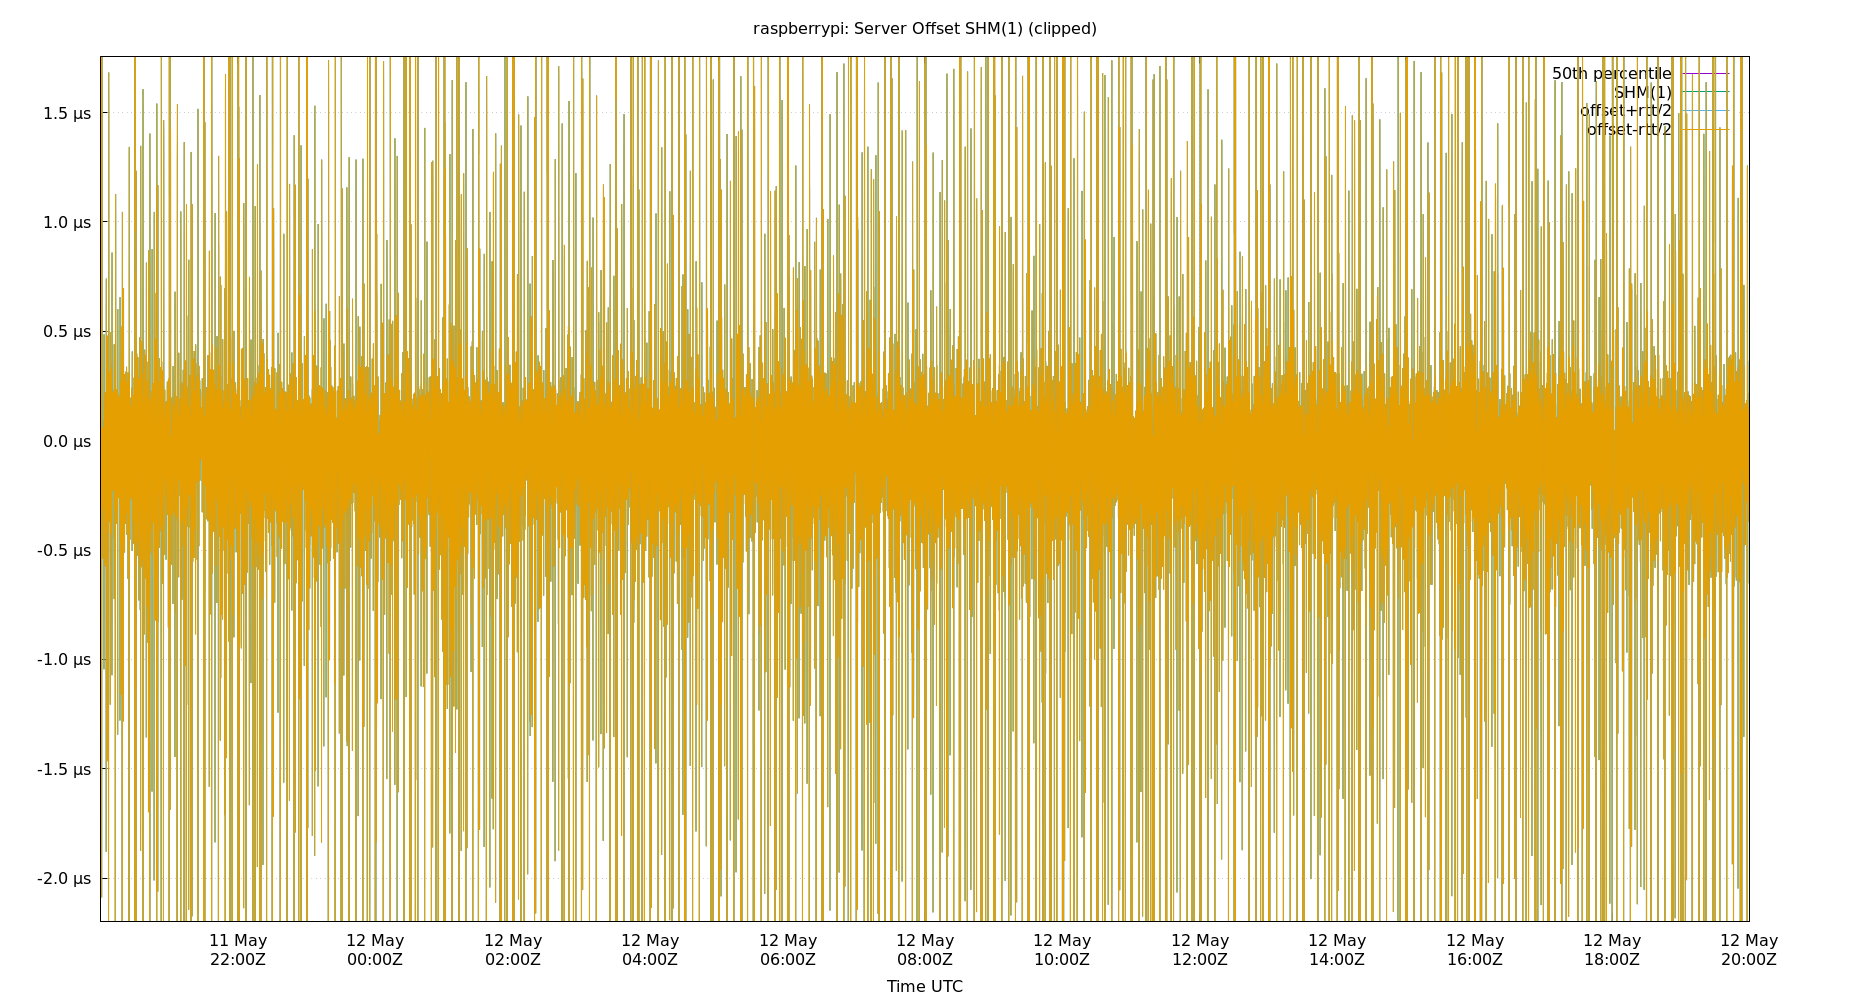 raspberrypi: Server Offset SHM(1) (clipped)
50th percentile
SHM(1)
offset+rtt/2
offset-rtt/2
1.5 µs
1.0 µs
0.5 µs
0.0 µs
-0.5 µs
-1.0 µs
-1.5 µs
-2.0 µs
11 May 12 May 12 May 12 May 12 May 12 May 12 May 12 May 12 May 12 May 12 May 12 May
22:00Z 00:00Z 02:00Z 04:00Z 06:00Z 08:00Z 10:00Z 12:00Z 14:00Z 16:00Z 18:00Z 20:00Z
Time UTC